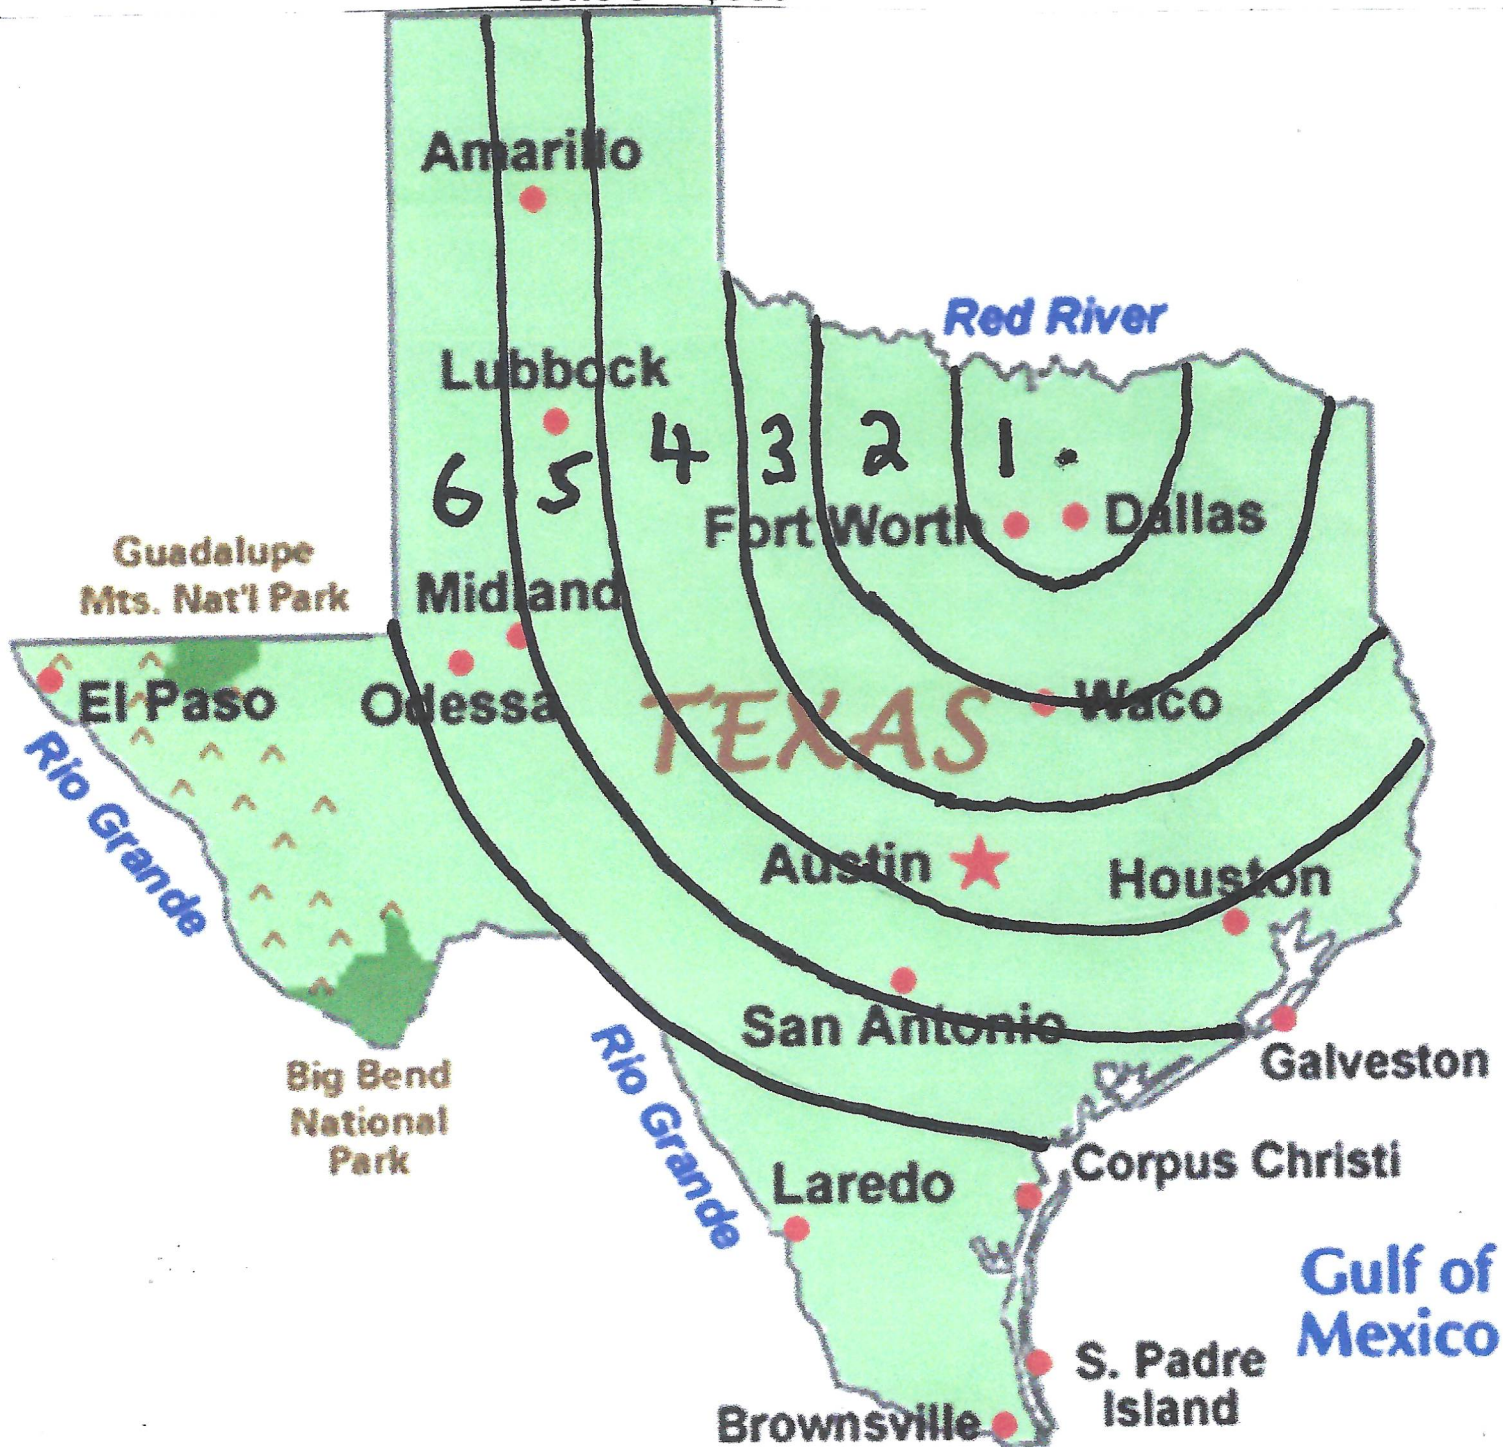 Amarillo
Red River
Lubbock
6 5 4 3 2 1 .
Fort Worth
Dallas
Guadalupe
Mts. Nat'l Park
Midland
El Paso
Odessa
TEXAS
Waco
Rio Grande
Austin
Houston
San Antonio
Galveston
Big Bend
National
Park
Rio Grande
Corpus Christi
Laredo
Gulf of
Mexico
S. Padre
Island
Brownsville